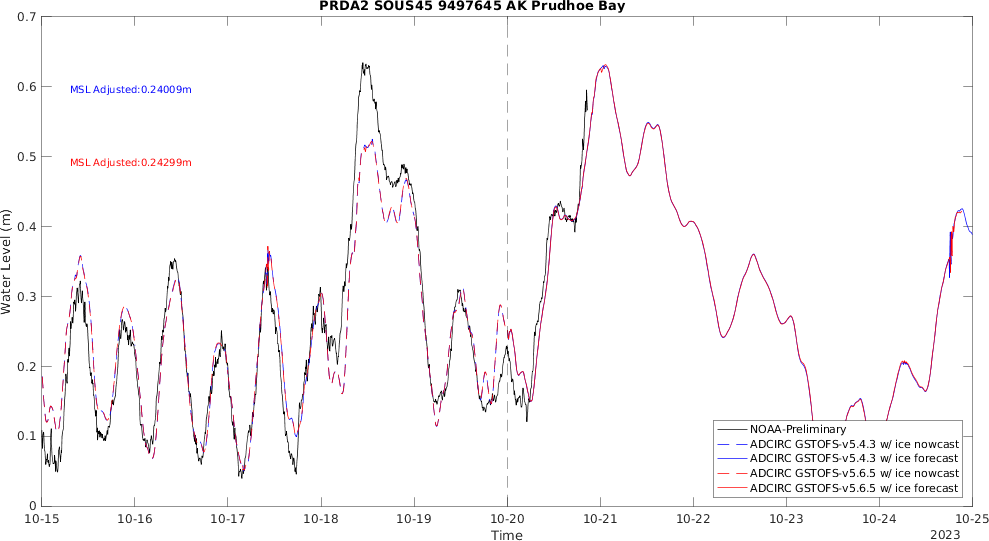 PRDA2 SOUS45 9497645 AK Prudhoe Bay
0.7
0.6
0.5
0.4
0.3
0.2
0.1
0
Water Level (m)
MSL Adjusted:0.24009m
MSL Adjusted:0.24299m
NOAA-Preliminary
ADCIRC GSTOFS-v5.4.3 w/ ice nowcast
ADCIRC GSTOFS-v5.4.3 w/ ice forecast
ADCIRC GSTOFS-v5.6.5 w/ ice nowcast
ADCIRC GSTOFS-v5.6.5 w/ ice forecast
10-15 10-16 10-17 10-18 10-19 10-20 10-21 10-22 10-23 10-24 10-25
Time
2023